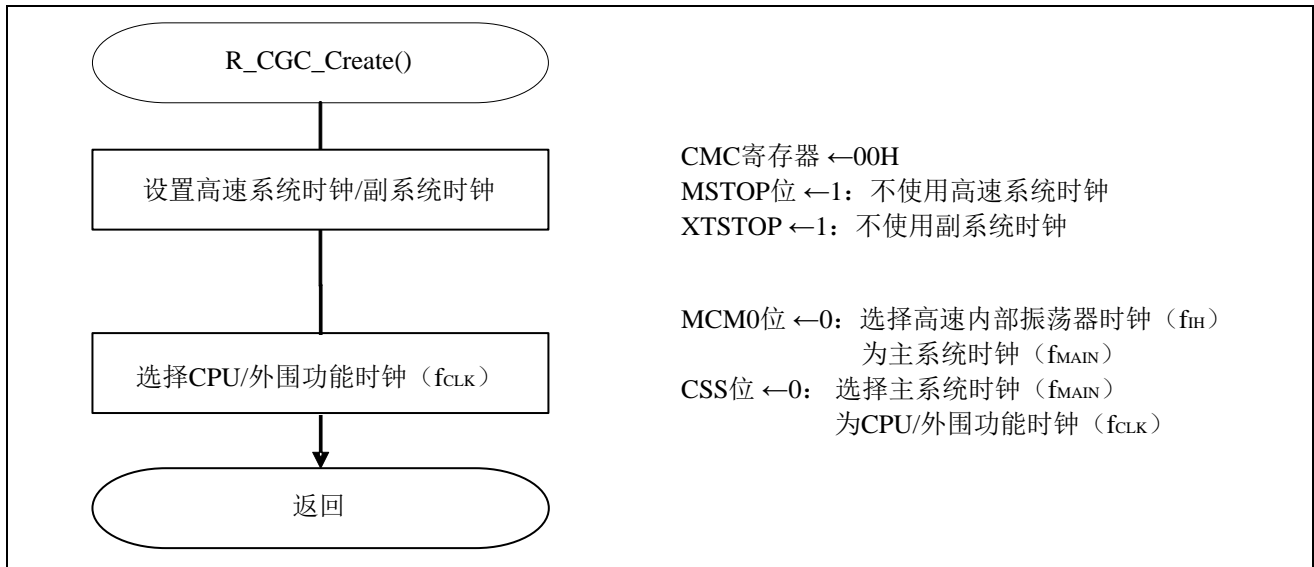 R_CGC_Create()
设置高速系统时钟/副系统时钟
CMC寄存器 ←00H
MSTOP位 ←1：不使用高速系统时钟
XTSTOP ←1：不使用副系统时钟
选择CPU/外围功能时钟（fCLK）
MCM0位 ←0：选择高速内部振荡器时钟（fIH）
为主系统时钟（fMAIN）
CSS位 ←0： 选择主系统时钟（fMAIN）
为CPU/外围功能时钟（fCLK）
返回